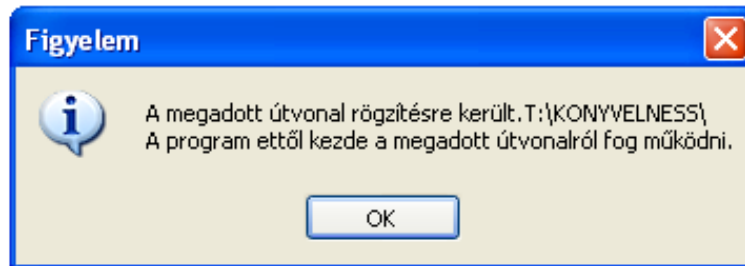 Figyelem
A megadott útvonal rögzítésre került.T:\KONYVELNESS\
A program ettől kezde a megadott útvonalról fog működni.
OK